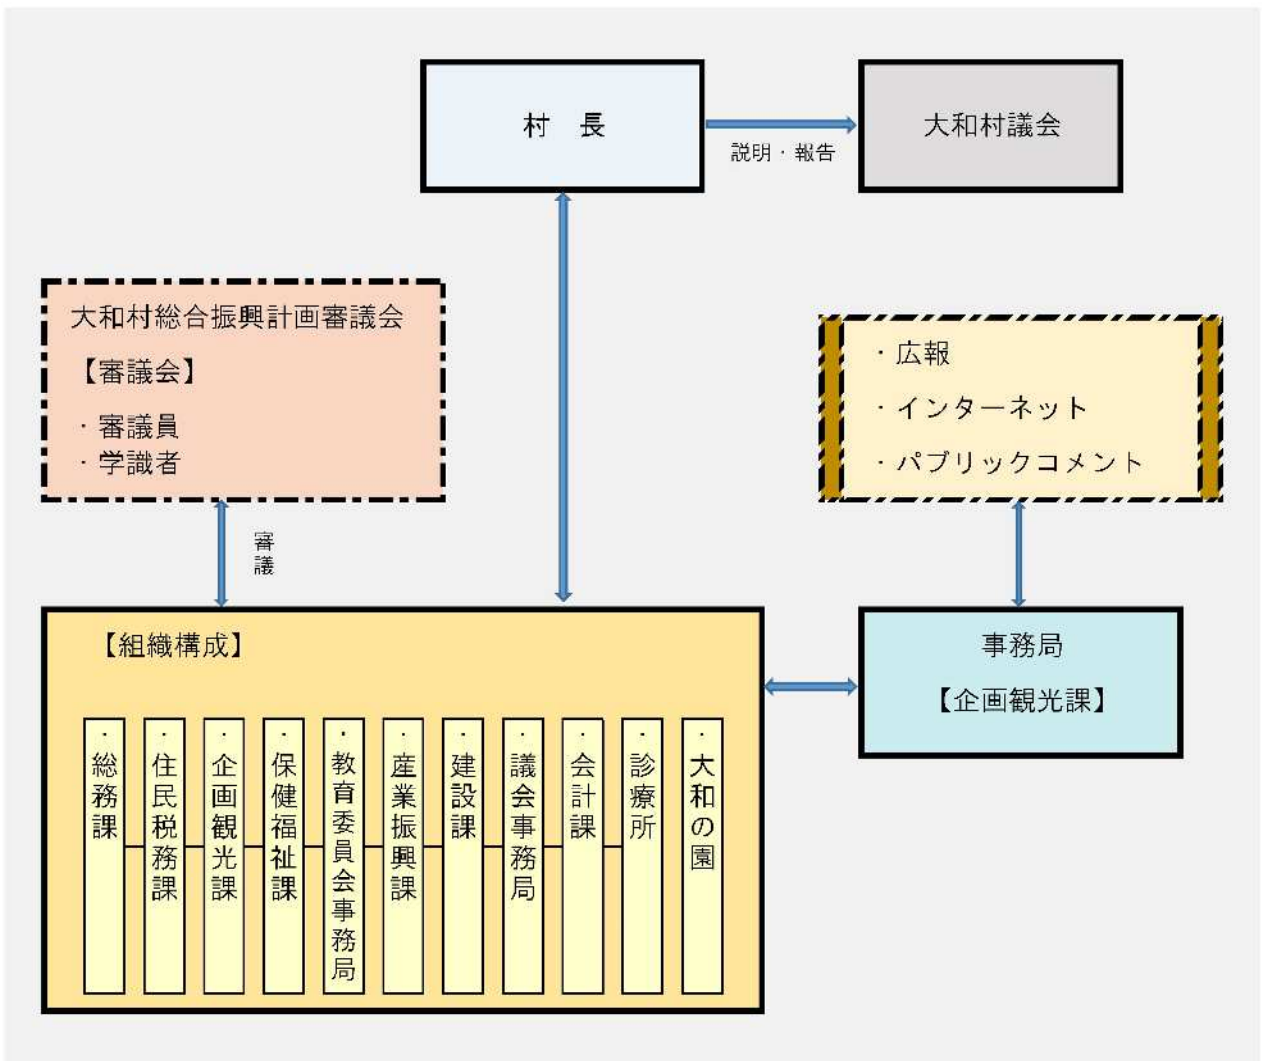 村　長
大和村議会
説明・報告
大和村総合振興計画審議会
【審議会】
・審議員
・学識者
・広報
・インターネット
・パブリックコメント
審議
【組織構成】
事務局
【企画観光課】
・総務課
・住民税務課
・企画観光課
・保健福祉課
・教育委員会事務局
・産業振興課
・建設課
・議会事務局
・会計課
・診療所
・大和の園